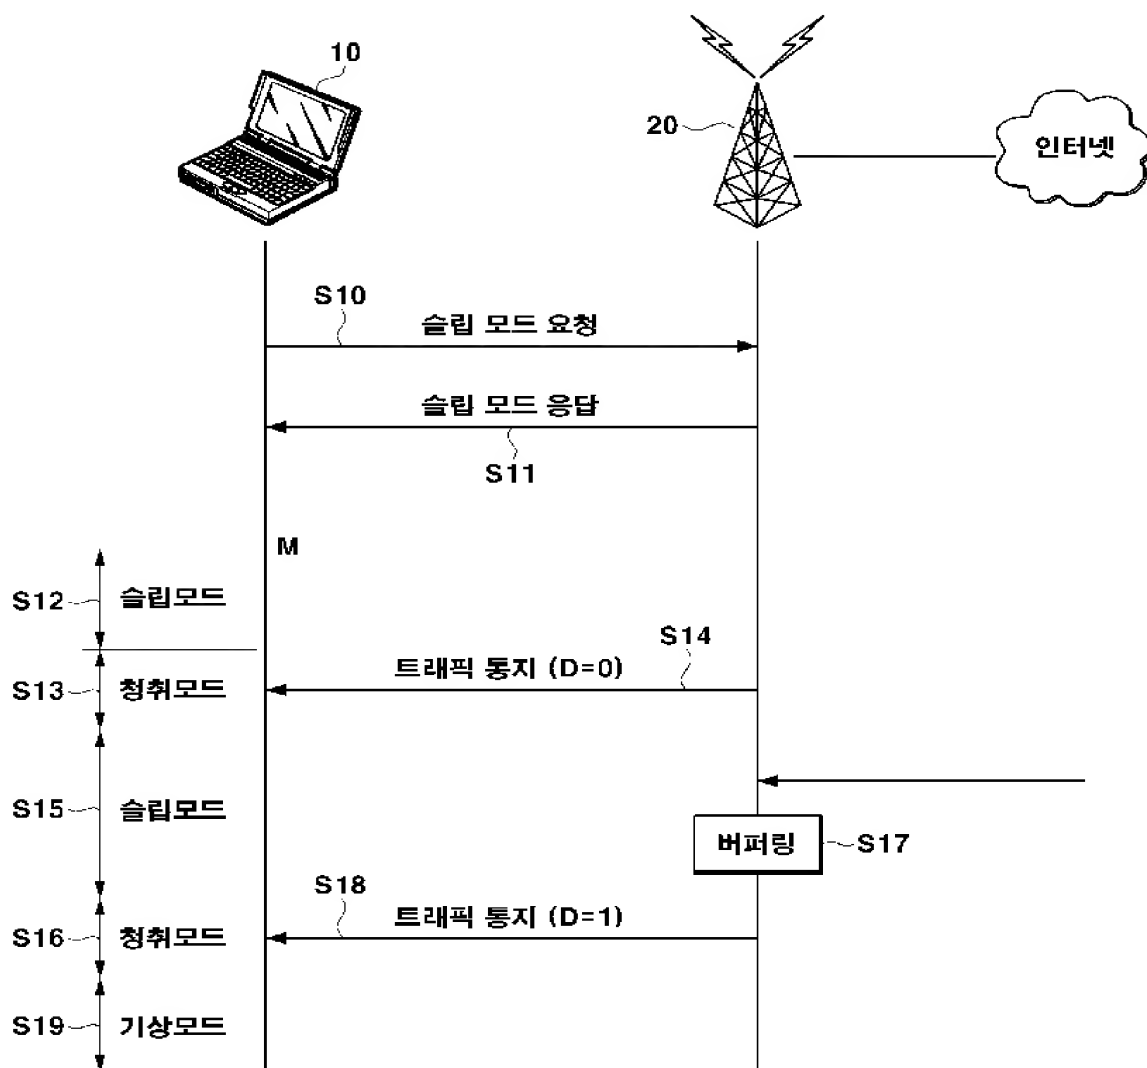 10
20
인터넷
S10
슬립 모드 요청
슬립 모드 응답
S11
M
S12 슬립모드
S14
트래픽 통지 (D=0)
S13 청취모드
S15 슬립모드
버퍼링 S17
S18
트래픽 통지 (D=1)
S16 청취모드
S19 기상모드